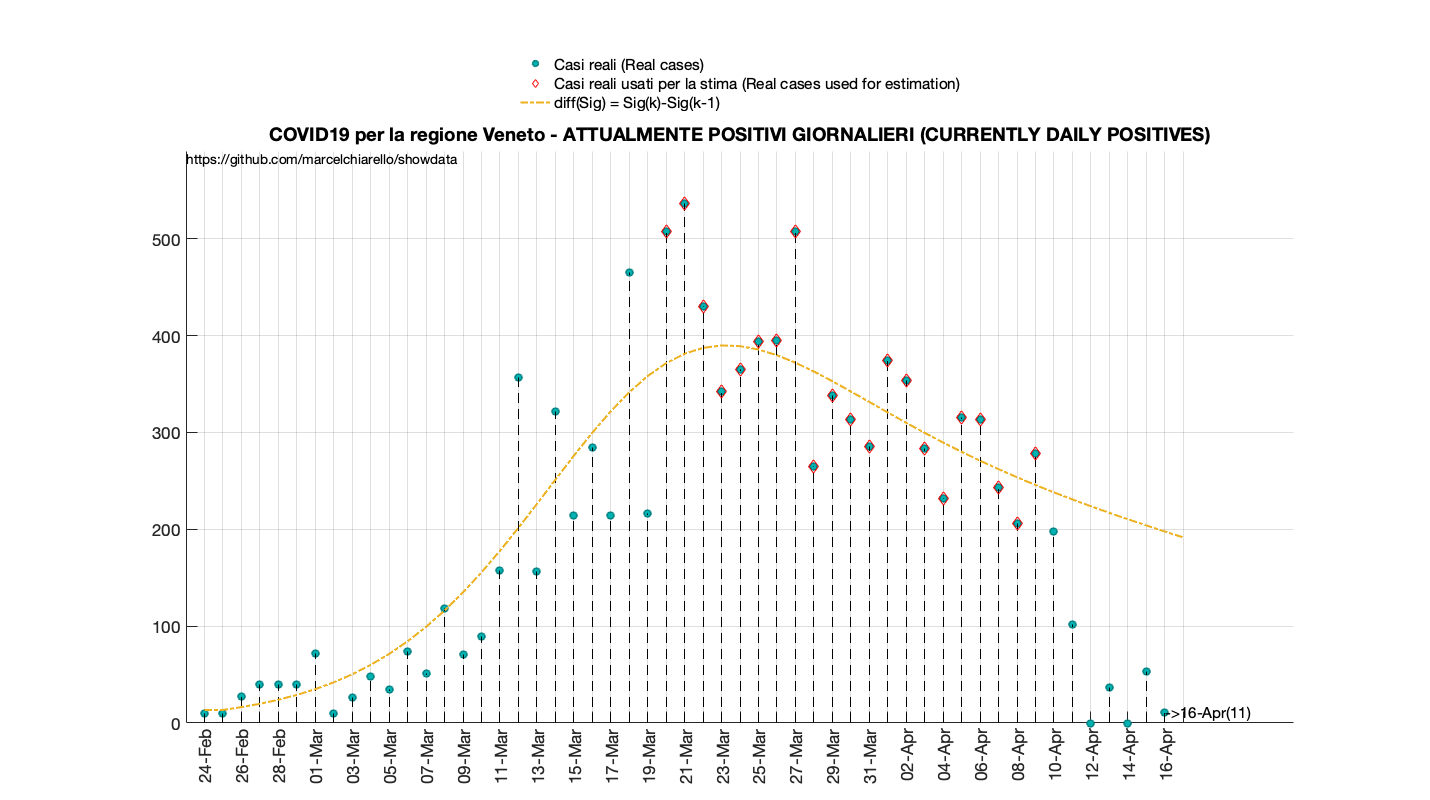 Casi reali (Real cases)
Casi reali usati per la stima (Real cases used for estimation)
diff(Sig) = Sig(k)-Sig(k-1)
COVID19 per la regione Veneto - ATTUALMENTE POSITIVI GIORNALIERI (CURRENTLY DAILY POSITIVES)
https://github.com/marcelchiarello/showdata
500
400
300
200
100
0
->16-Apr(11)
24-Feb
26-Feb
28-Feb
01-Mar
03-Mar
05-Mar
07-Mar
09-Mar
11-Mar
13-Mar
15-Mar
17-Mar
19-Mar
21-Mar
23-Mar
25-Mar
27-Mar
29-Mar
31-Mar
02-Apr
04-Apr
06-Apr
08-Apr
10-Apr
12-Apr
14-Apr
16-Apr